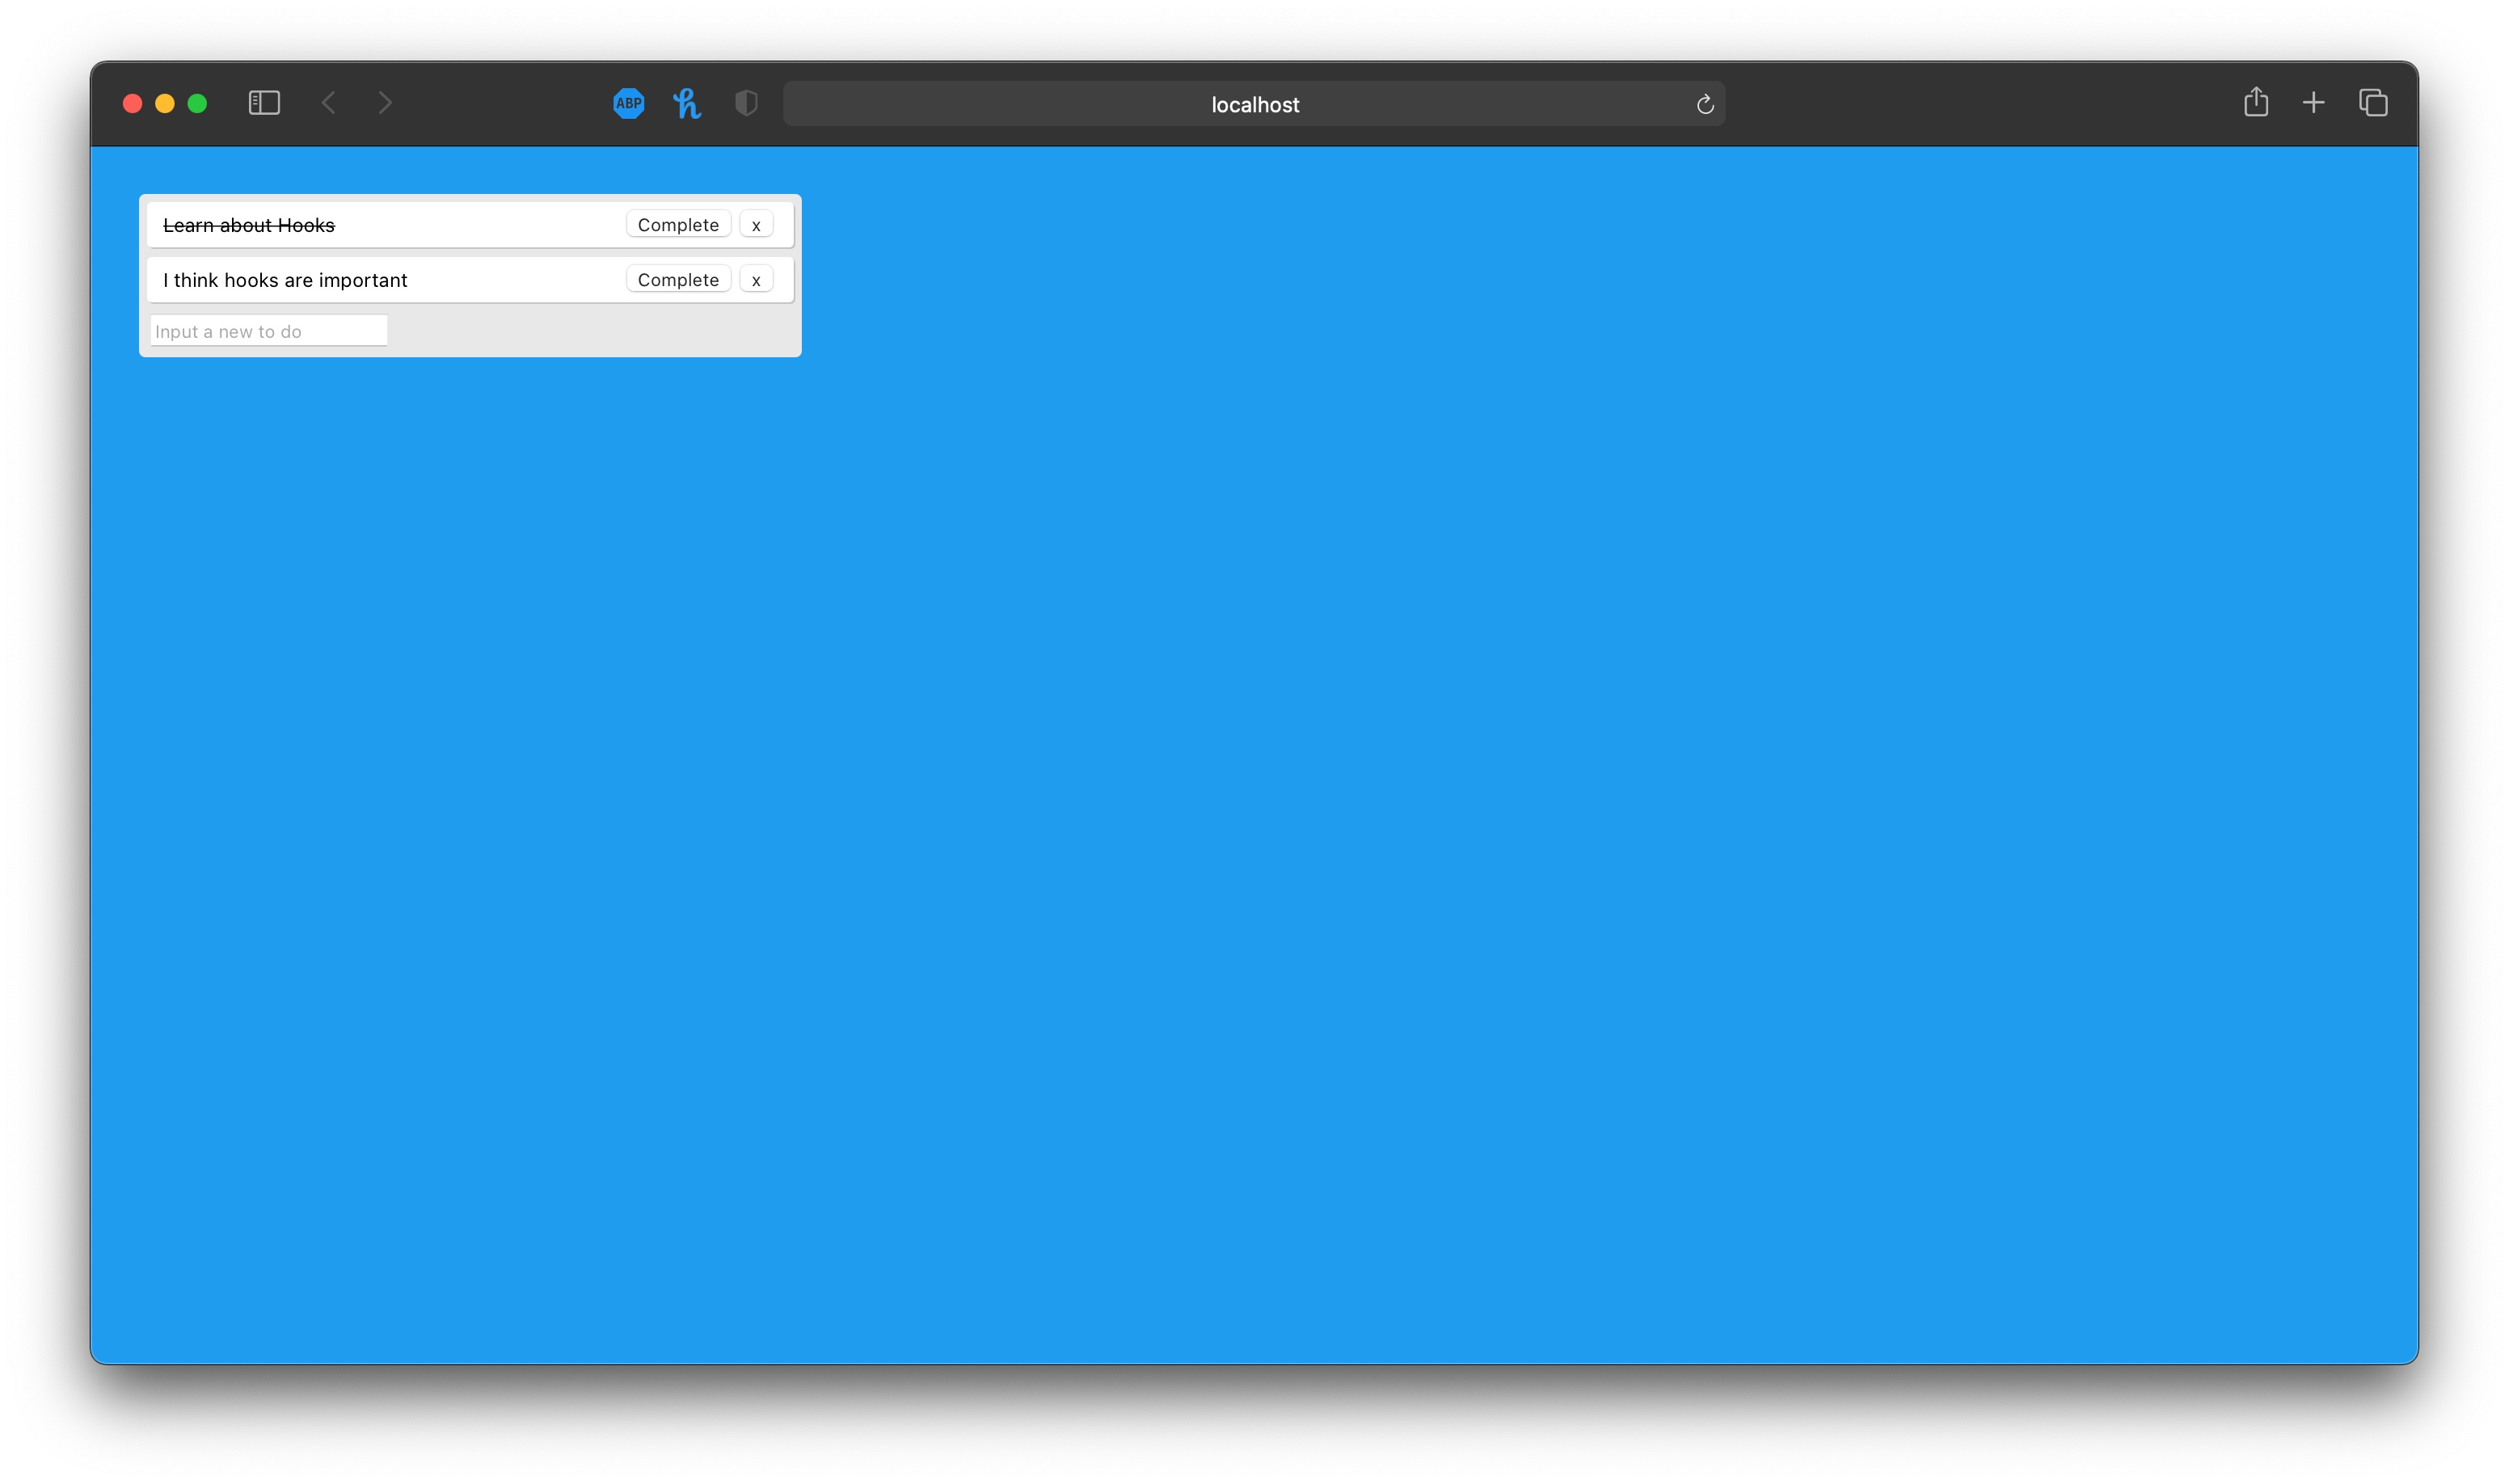 ABP
localhost
Learn about Hooks Complete x
I think hooks are important Complete x
Input a new to do